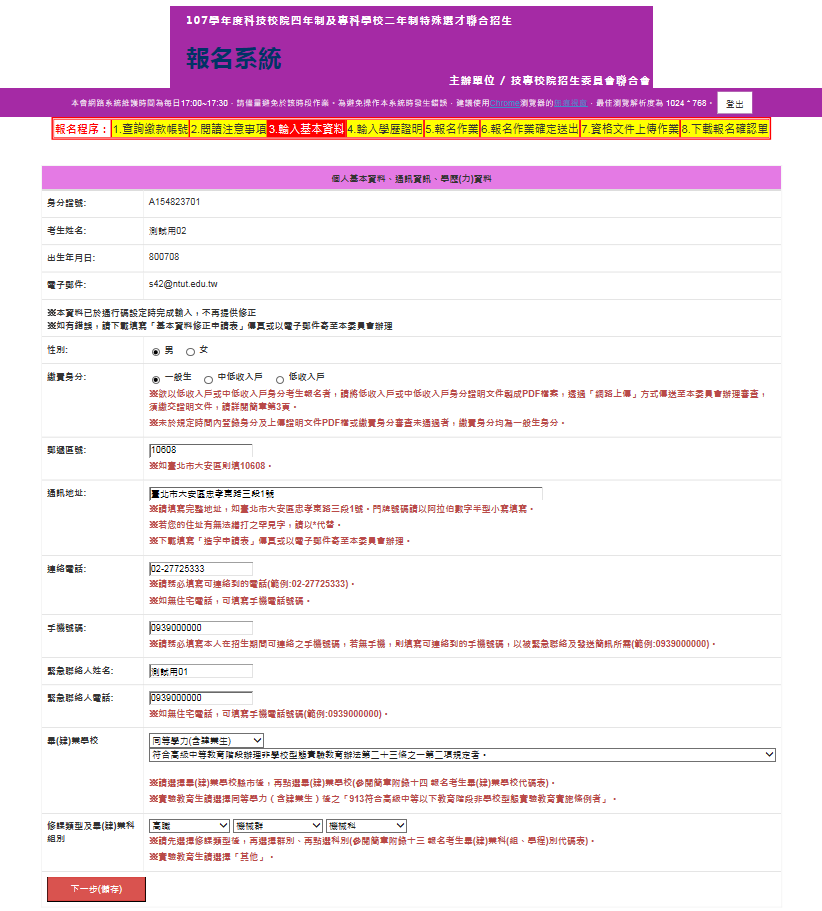 107學年度科技校院四年制及專科學校二年制特殊選才聯合招生
報名系統
主辦單位 / 技專校院招生委員會聯合會
本會網路系統維護時間為每日17:00~17:30，請儘量避免於該時段作業。為避免操作本系統時發生錯誤，建議使用Chrome瀏覽器的無痕視窗，最佳瀏覽解析度為 1024 * 768。
登出
報名程序： 1.查詢繳款帳號 2.閱讀注意事項 3.輸入基本資料 4.輸入學歷證明 5.報名作業 6.報名作業確定送出 7.資格文件上傳作業 8.下載報名確認單
個人基本資料、通訊資訊、學歷(力)資料
身分證號: A154823701
考生姓名: 測試用02
出生年月日: 800708
電子郵件: s42@ntut.edu.tw
※本資料已於通行碼設定時完成輸入，不再提供修正
※如有錯誤，請下載填寫「基本資料修正申請表」傳真或以電子郵件寄至本委員會辦理
性別: 男 女
繳費身分: 一般生 中低收入戶 低收入戶
※欲以低收入戶或中低收入戶身分考生報名者，請將低收入戶或中低收入戶身分證明文件製成PDF檔案，透過「網路上傳」方式傳送至本委員會辦理審查，
須繳交證明文件，請詳閱簡章第3頁。
※未於規定時間內登錄身分及上傳證明文件PDF檔或繳費身分審查未通過者，繳費身分均為一般生身分。
郵遞區號: 10608
※如臺北市大安區則填10608。
通訊地址: 臺北市大安區忠孝東路三段1號
※請填寫完整地址，如臺北市大安區忠孝東路三段1號。門牌號碼請以阿拉伯數字半型小寫填寫。
※若您的住址有無法繕打之罕見字，請以*代替。
※下載填寫「造字申請表」傳真或以電子郵件寄至本委員會辦理。
連絡電話: 02-27725333
※請務必填寫可連絡到的電話(範例:02-27725333)。
※如無住宅電話，可填寫手機電話號碼。
手機號碼: 0939000000
※請務必填寫本人在招生期間可連絡之手機號碼，若無手機，則填寫可連絡到的手機號碼，以被緊急聯絡及發送簡訊所需(範例:0939000000)。
緊急聯絡人姓名: 測試用01
緊急聯絡人電話: 0939000000
※如無住宅電話，可填寫手機電話號碼(範例:0939000000)。
畢(肄)業學校 同等學力(含肄業生)
符合高級中等教育階段辦理非學校型態實驗教育辦法第二十三條之一第二項規定者。
※請選擇畢(肄)業學校縣市後，再點選畢(肄)業學校(參閱簡章附錄十四 報名考生畢(肄)業學校代碼表)。
※實驗教育生請選擇同等學力（含肄業生）後之「913符合高級中等以下教育階段非學校型態實驗教育實施條例者」。
修課類型及畢(肄)業科 高職 機械群 機械科
組別
※請先選擇修課類型後，再選擇群別、再點選科別(參閱簡章附錄十三 報名考生畢(肄)業科(組、學程)別代碼表)。
※實驗教育生請選擇「其他」。
下一步(儲存)